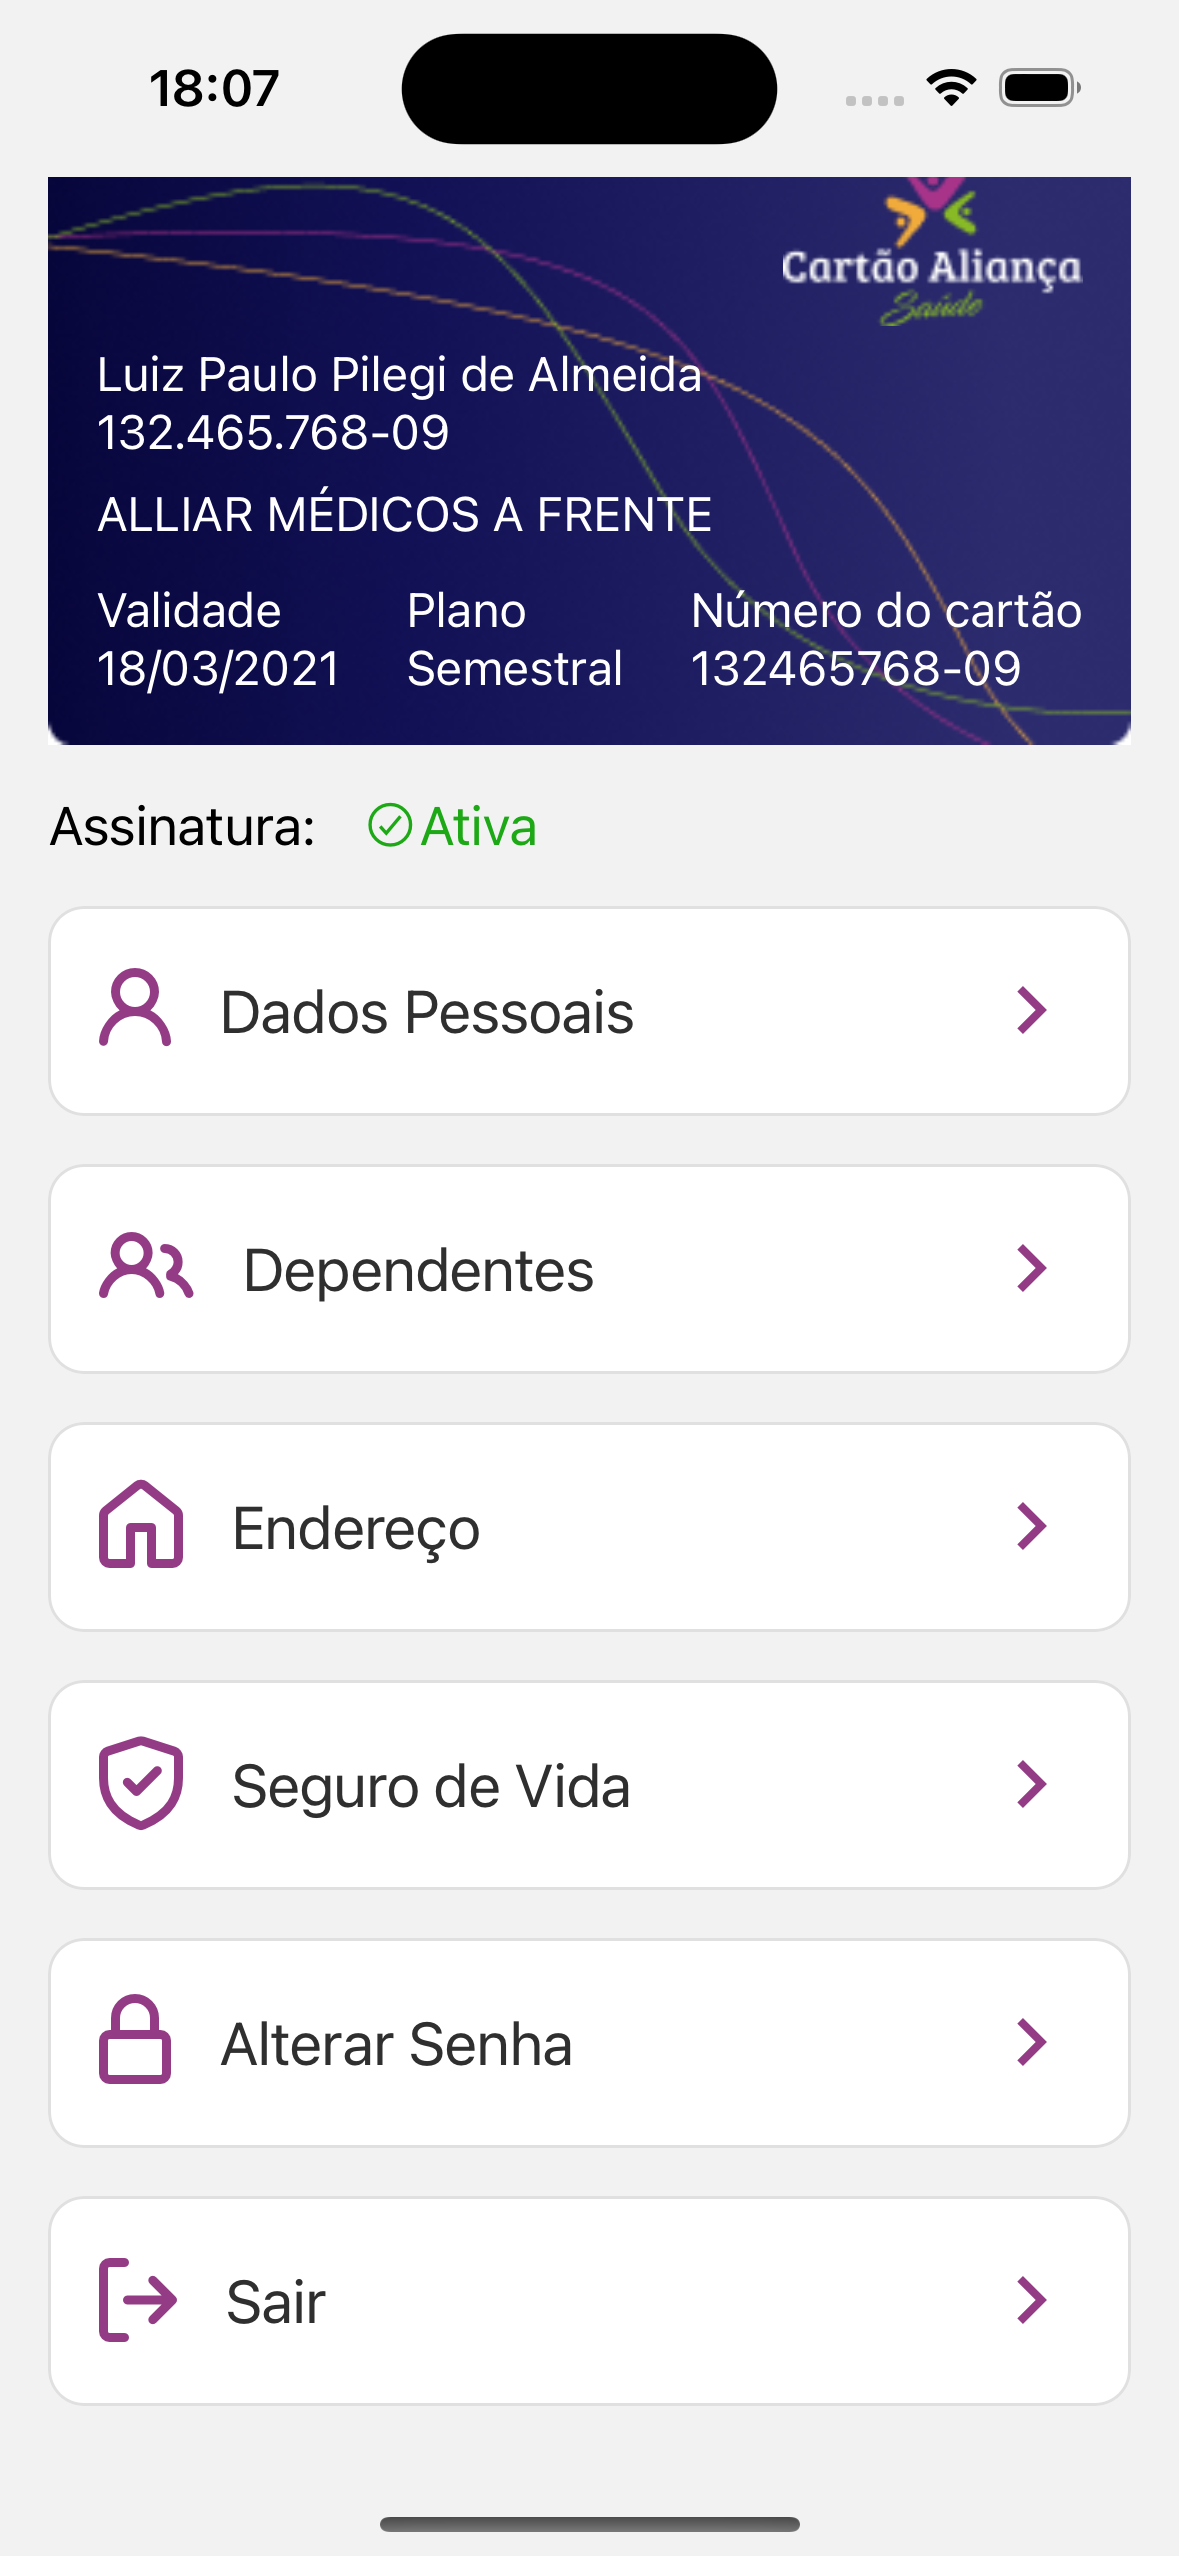 18:07
Cartão Aliança
Saúde
Luiz Paulo Pilegi de Almeida
132.465.768-09
ALLIAR MÉDICOS A FRENTE
Validade Plano Número do cartão
18/03/2021 Semestral 132465768-09
Assinatura: Ativa
Dados Pessoais
Dependentes
Endereço
Seguro de Vida
Alterar Senha
Sair